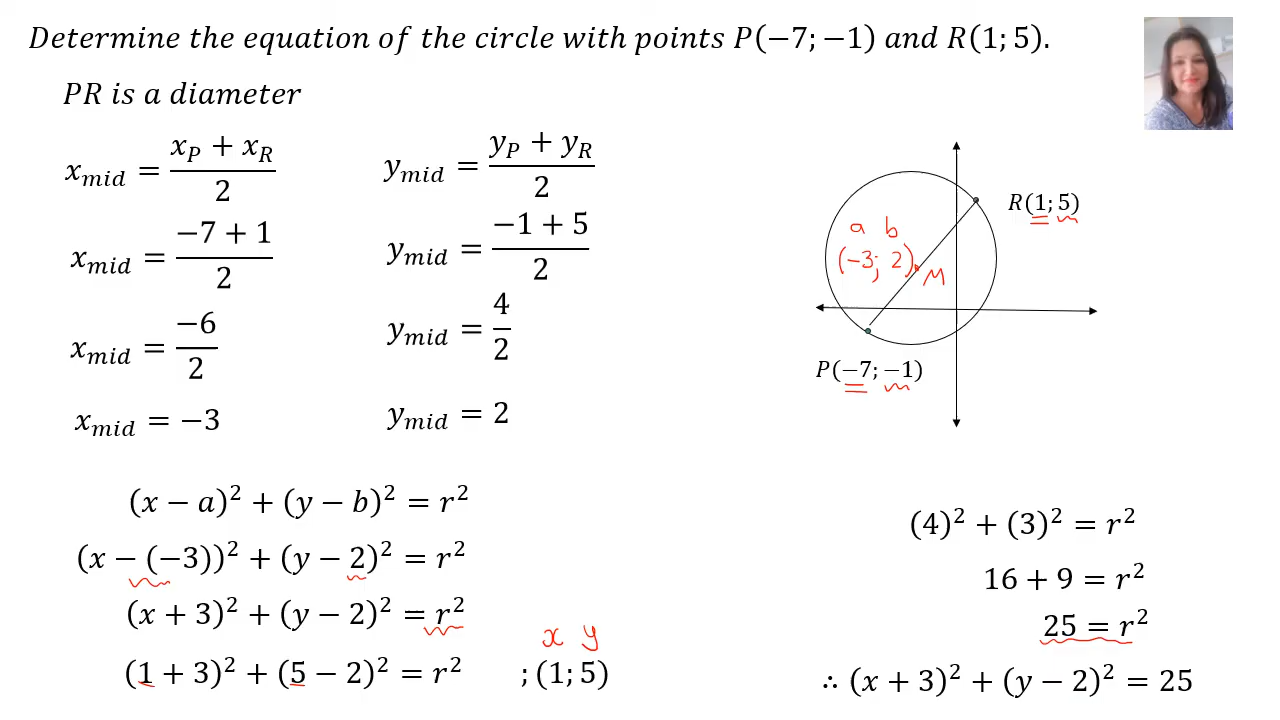 Determine the equation of the circle with points P(−7; −1) and R(1; 5).
PR is a diameter
x_mid = (x_P + x_R)/2
y_mid = (y_P + y_R)/2
x_mid = (−7 + 1)/2
y_mid = (−1 + 5)/2
x_mid = −6/2
y_mid = 4/2
x_mid = −3
y_mid = 2
R(1; 5)
a b
(−3; 2) M
P(−7; −1)
(x − a)² + (y − b)² = r²
(x − (−3))² + (y − 2)² = r²
(x + 3)² + (y − 2)² = r²
x y
(1 + 3)² + (5 − 2)² = r² ; (1; 5)
(4)² + (3)² = r²
16 + 9 = r²
25 = r²
∴ (x + 3)² + (y − 2)² = 25